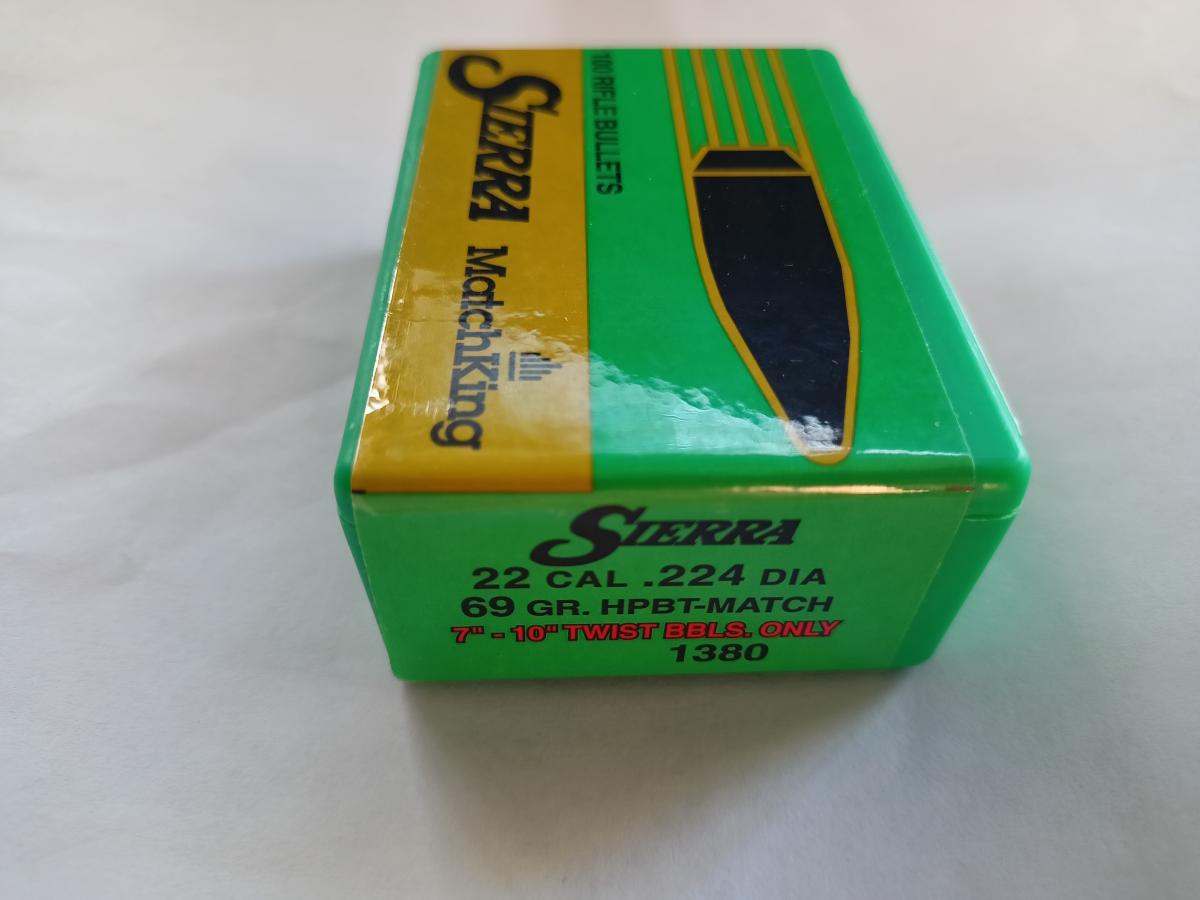 SIERRA MatchKing
100 RIFLE BULLETS
SIERRA
22 CAL .224 DIA
69 GR. HPBT-MATCH
7" - 10" TWIST BBLS. ONLY
1380